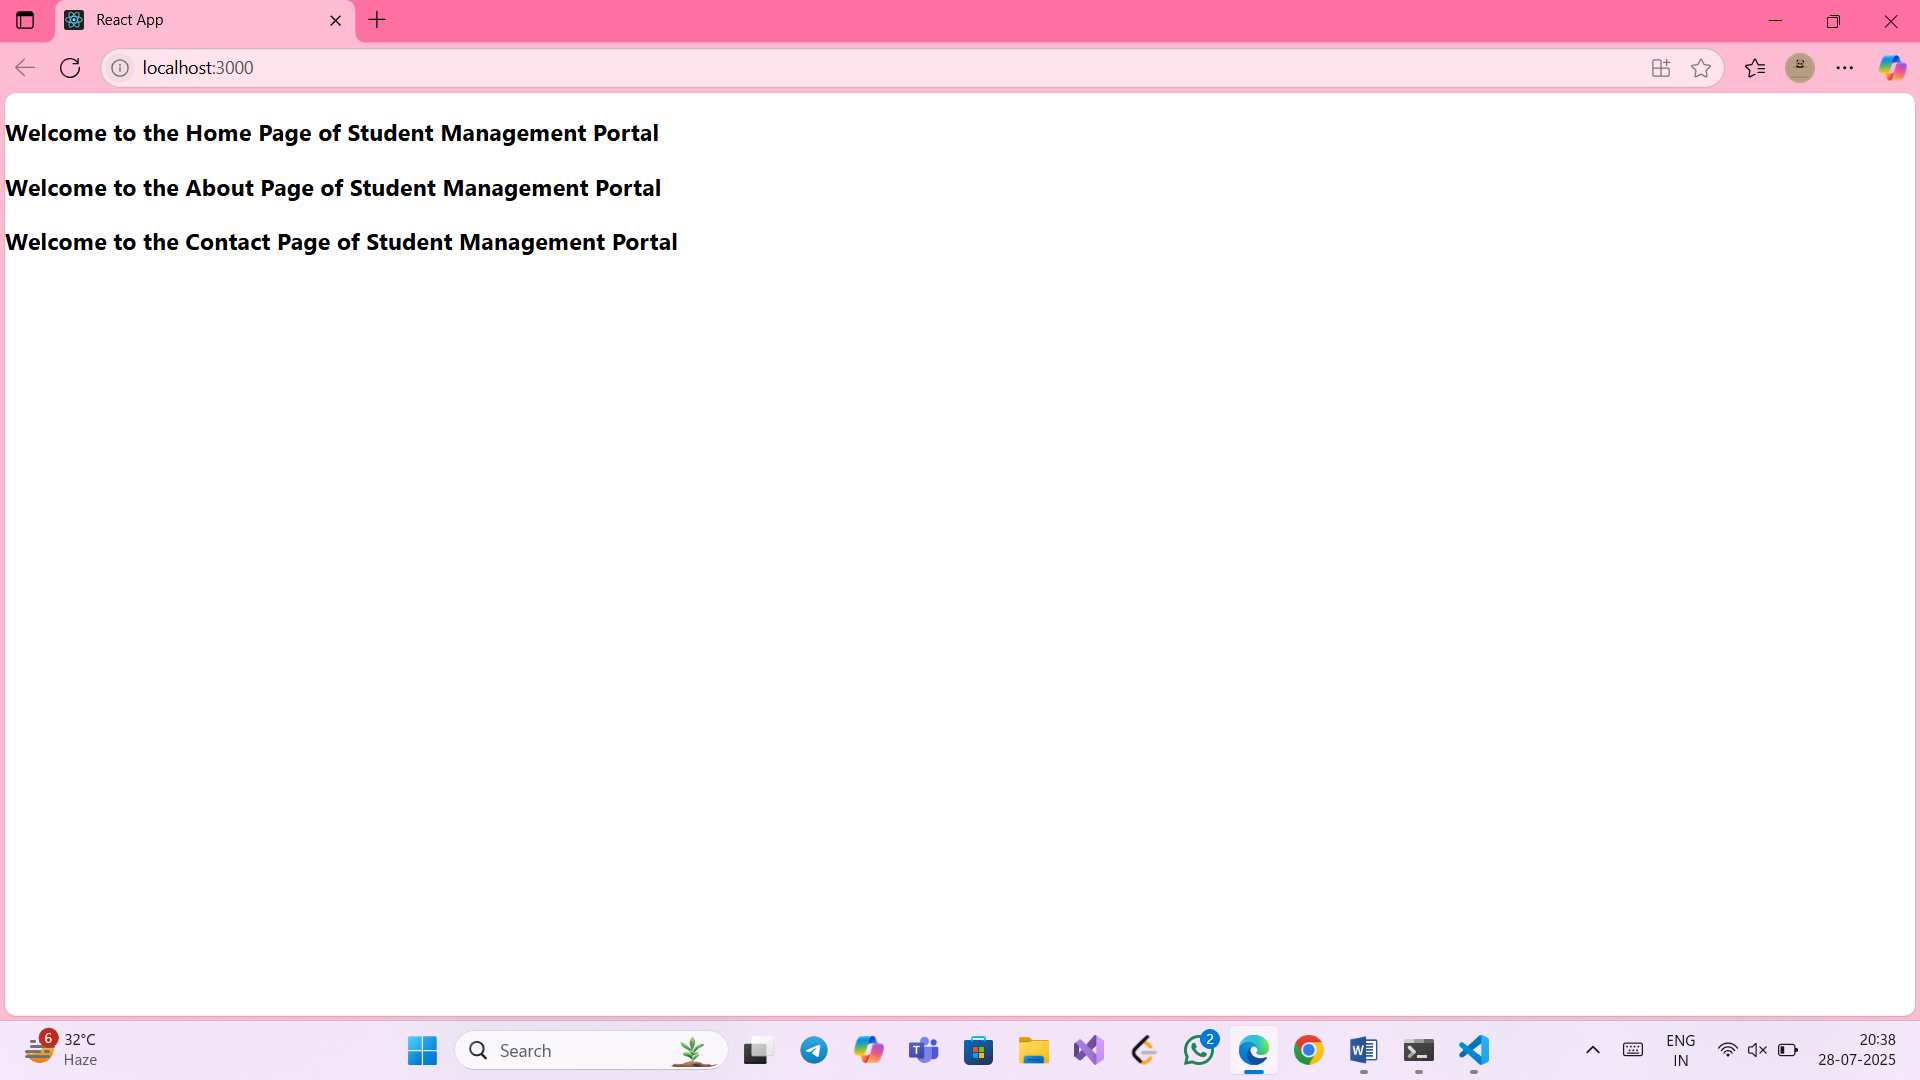 React App
localhost:3000
Welcome to the Home Page of Student Management Portal
Welcome to the About Page of Student Management Portal
Welcome to the Contact Page of Student Management Portal
6
32°C
Haze
Search
2
ENG
IN
20:38
28-07-2025